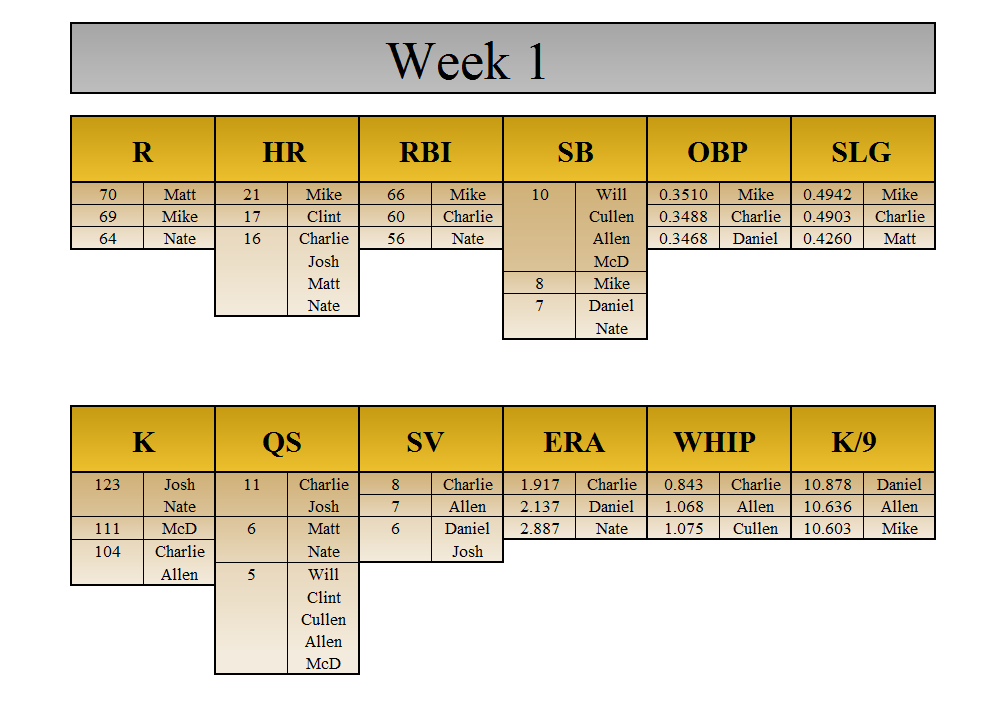 Week 1
R HR RBI SB OBP SLG
70 Matt 21 Mike 66 Mike 10 Will 0.3510 Mike 0.4942 Mike
69 Mike 17 Clint 60 Charlie Cullen 0.3488 Charlie 0.4903 Charlie
64 Nate 16 Charlie 56 Nate Allen 0.3468 Daniel 0.4260 Matt
Josh McD
Matt 8 Mike
Nate 7 Daniel
Nate
K QS SV ERA WHIP K/9
123 Josh 11 Charlie 8 Charlie 1.917 Charlie 0.843 Charlie 10.878 Daniel
Nate Josh 7 Allen 2.137 Daniel 1.068 Allen 10.636 Allen
111 McD 6 Matt 6 Daniel 2.887 Nate 1.075 Cullen 10.603 Mike
104 Charlie Nate Josh
Allen 5 Will
Clint
Cullen
Allen
McD